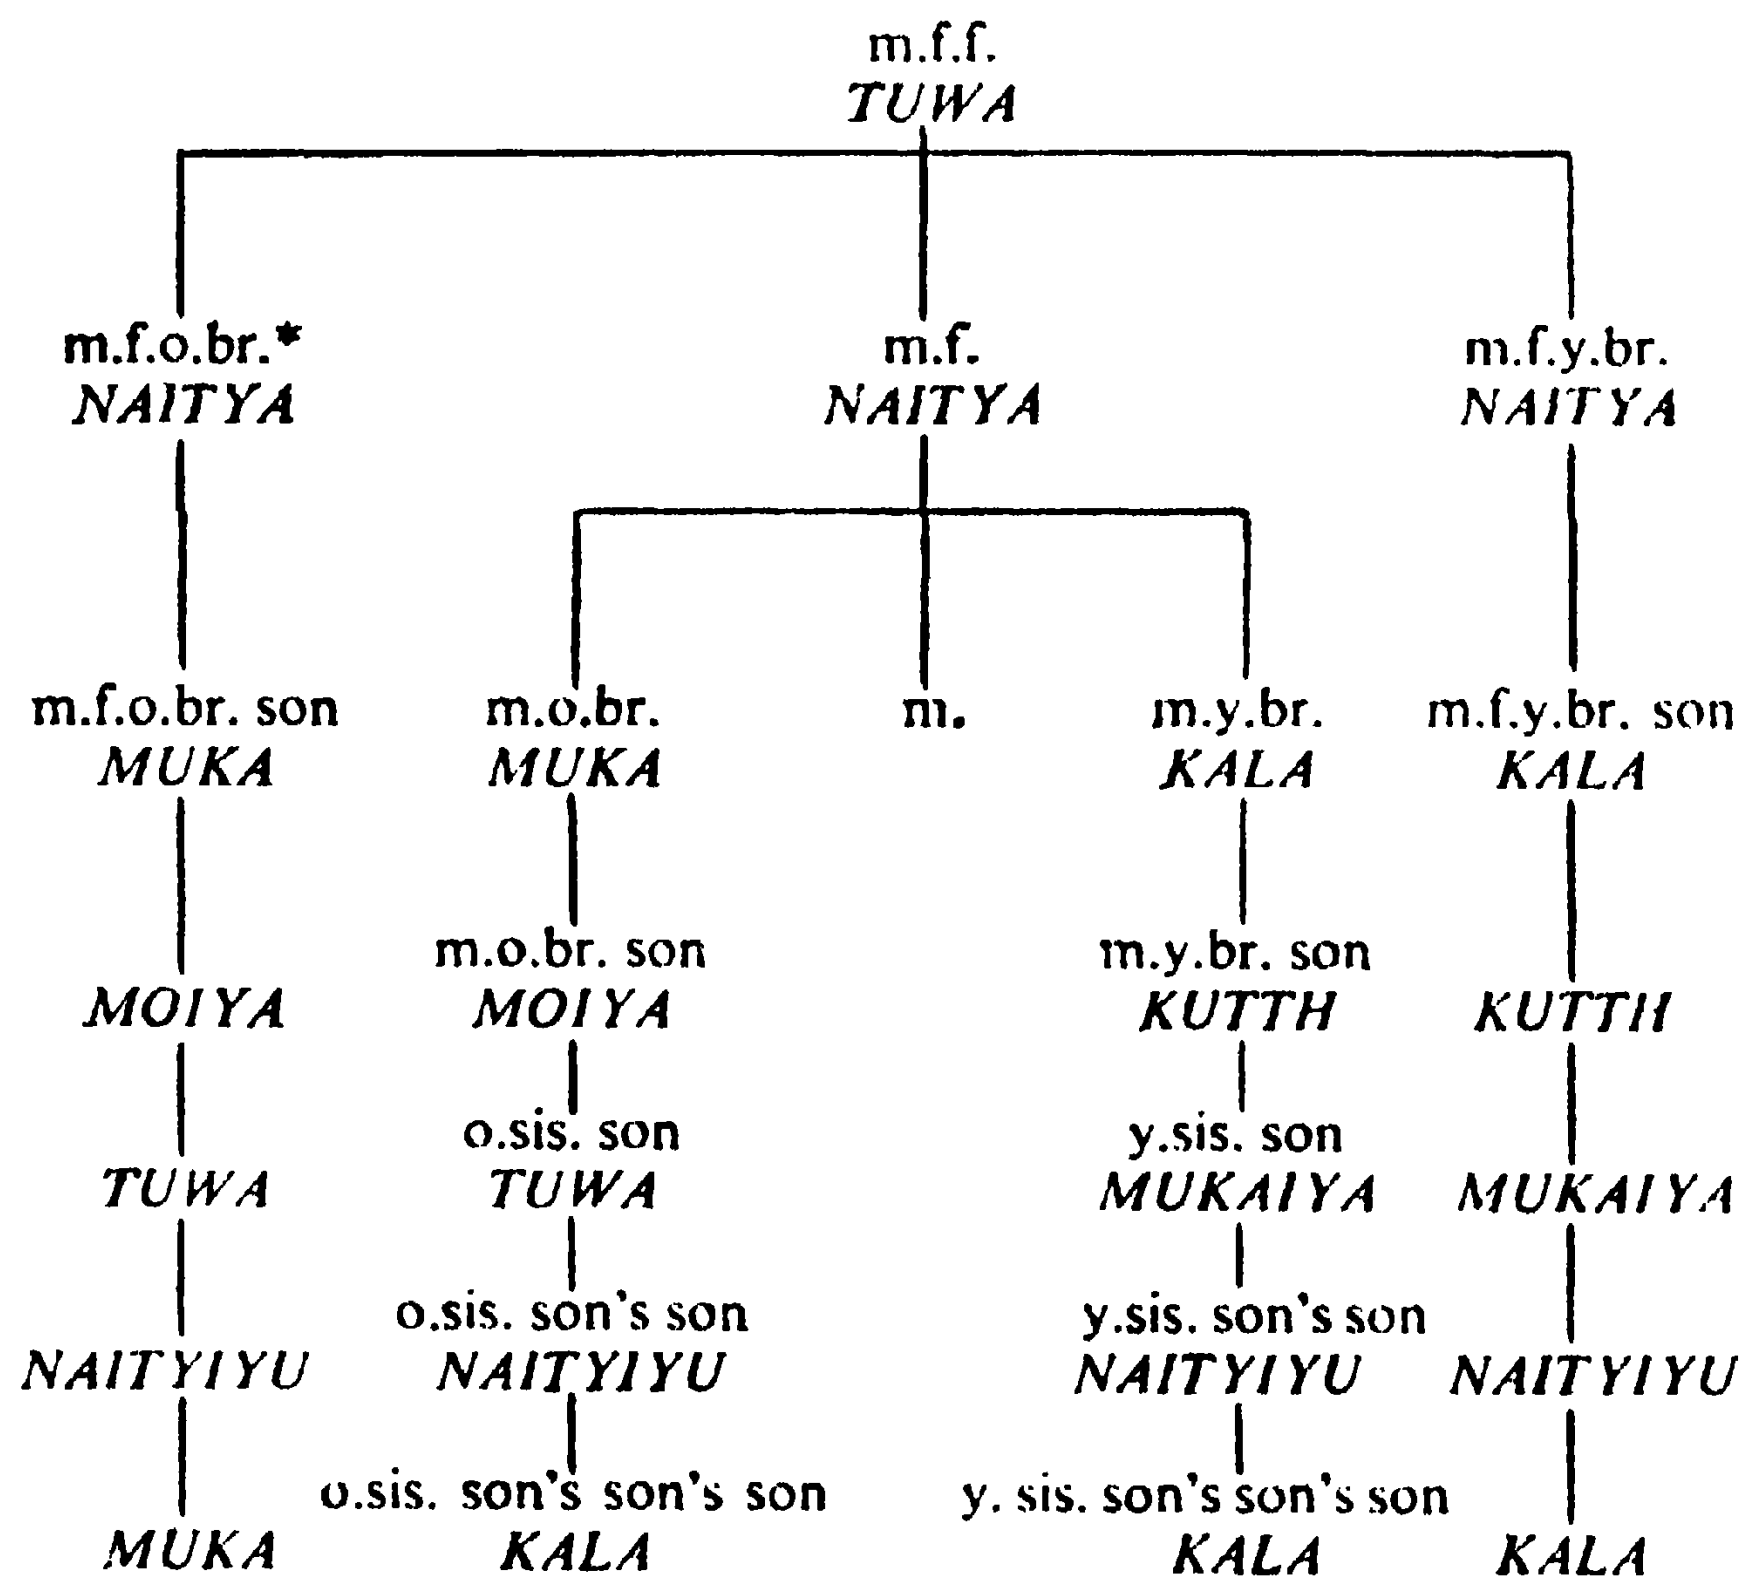 m.f.f.
TUWA
m.f.o.br.* m.f. m.f.y.br.
NAITYA NAITYA NAITYA
m.f.o.br. son m.o.br. m. m.y.br. m.f.y.br. son
MUKA MUKA KALA KALA
m.o.br. son m.y.br. son
MOIYA MOIYA KUTTH KUTTH
o.sis. son y.sis. son
TUWA TUWA MUKAIYA MUKAIYA
o.sis. son's son y.sis. son's son
NAITYIYU NAITYIYU NAITYIYU NAITYIYU
o.sis. son's son's son y. sis. son's son's son
MUKA KALA KALA KALA